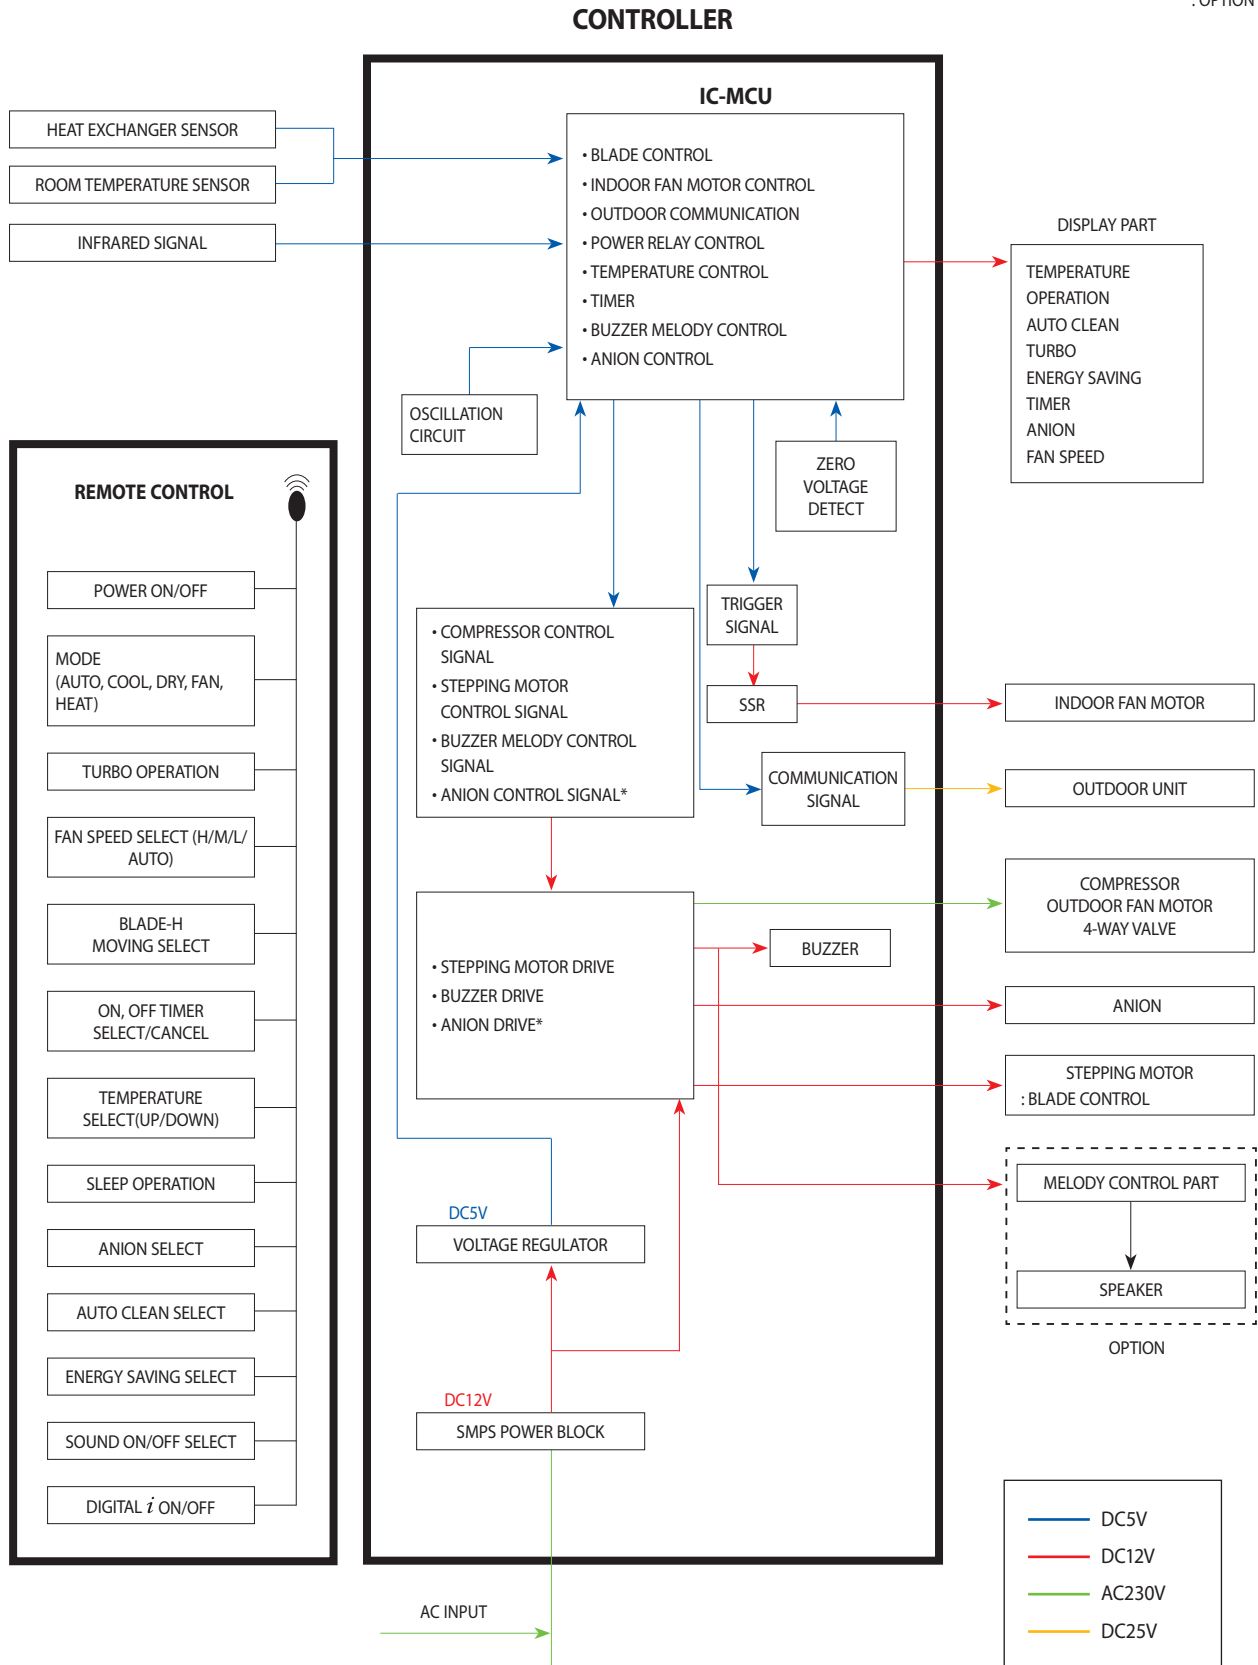 : OPTION
CONTROLLER
IC-MCU
HEAT EXCHANGER SENSOR
ROOM TEMPERATURE SENSOR
INFRARED SIGNAL
• BLADE CONTROL
• INDOOR FAN MOTOR CONTROL
• OUTDOOR COMMUNICATION
• POWER RELAY CONTROL
• TEMPERATURE CONTROL
• TIMER
• BUZZER MELODY CONTROL
• ANION CONTROL
DISPLAY PART
TEMPERATURE
OPERATION
AUTO CLEAN
TURBO
ENERGY SAVING
TIMER
ANION
FAN SPEED
OSCILLATION
CIRCUIT
ZERO
VOLTAGE
DETECT
REMOTE CONTROL
POWER ON/OFF
MODE
(AUTO, COOL, DRY, FAN,
HEAT)
TURBO OPERATION
FAN SPEED SELECT (H/M/L/
AUTO)
BLADE-H
MOVING SELECT
ON, OFF TIMER
SELECT/CANCEL
TEMPERATURE
SELECT(UP/DOWN)
SLEEP OPERATION
ANION SELECT
AUTO CLEAN SELECT
ENERGY SAVING SELECT
SOUND ON/OFF SELECT
DIGITAL i ON/OFF
TRIGGER
SIGNAL
• COMPRESSOR CONTROL
SIGNAL
• STEPPING MOTOR
CONTROL SIGNAL
• BUZZER MELODY CONTROL
SIGNAL
• ANION CONTROL SIGNAL*
SSR
INDOOR FAN MOTOR
COMMUNICATION
SIGNAL
OUTDOOR UNIT
COMPRESSOR
OUTDOOR FAN MOTOR
4-WAY VALVE
• STEPPING MOTOR DRIVE
• BUZZER DRIVE
• ANION DRIVE*
BUZZER
ANION
STEPPING MOTOR
: BLADE CONTROL
MELODY CONTROL PART
SPEAKER
OPTION
DC5V
VOLTAGE REGULATOR
DC12V
SMPS POWER BLOCK
AC INPUT
DC5V
DC12V
AC230V
DC25V